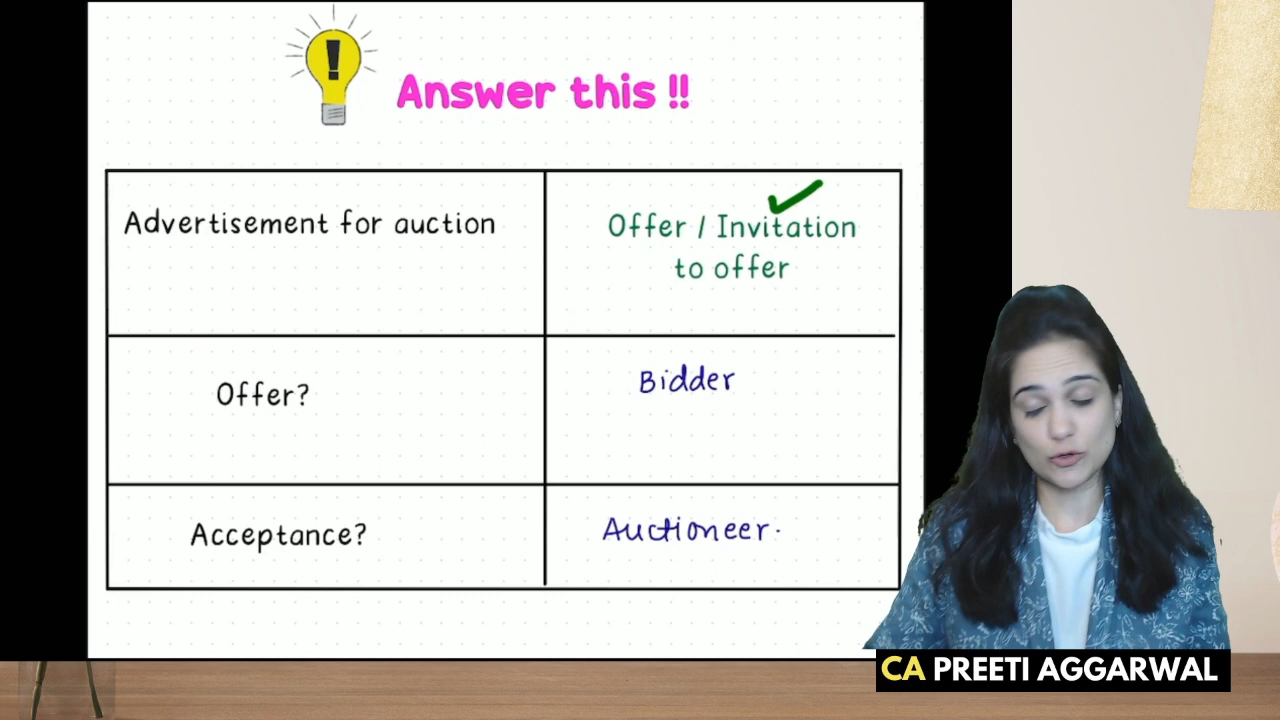 Answer this !!
Advertisement for auction
Offer / Invitation
to offer
Offer?
Bidder
Acceptance?
Auctioneer.
CA PREETI AGGARWAL